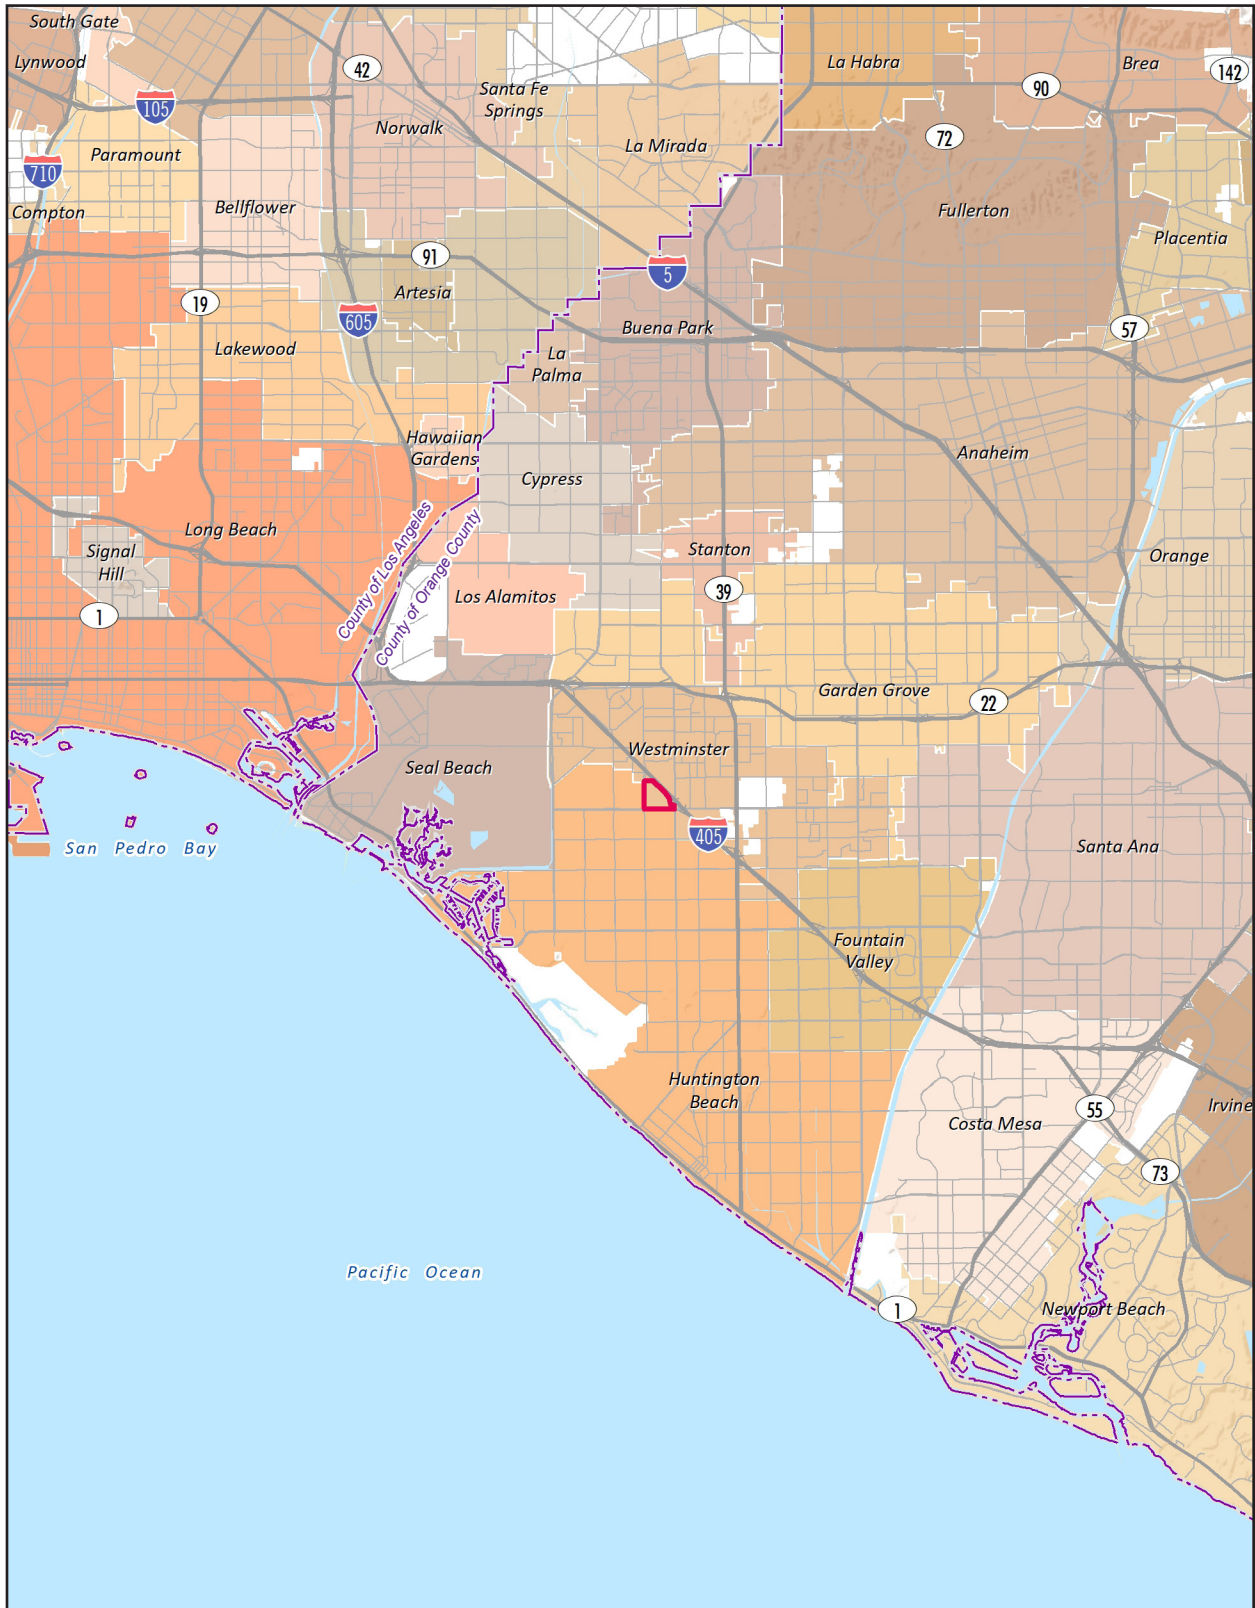 South Gate
Lynwood
42
Santa Fe
Springs
La Habra
Brea
142
90
105
Norwalk
72
La Mirada
Paramount
710
Compton
Bellflower
Fullerton
Placentia
91
5
Artesia
19
605
Buena Park
57
Lakewood
La
Palma
Hawaiian
Gardens
Cypress
Anaheim
Long Beach
Signal
Hill
County of Los Angeles
County of Orange County
Stanton
Orange
39
Los Alamitos
1
Garden Grove
22
Westminster
Seal Beach
405
San Pedro Bay
Santa Ana
Fountain
Valley
Huntington
Beach
55
Irvine
Costa Mesa
73
Pacific Ocean
1
Newport Beach